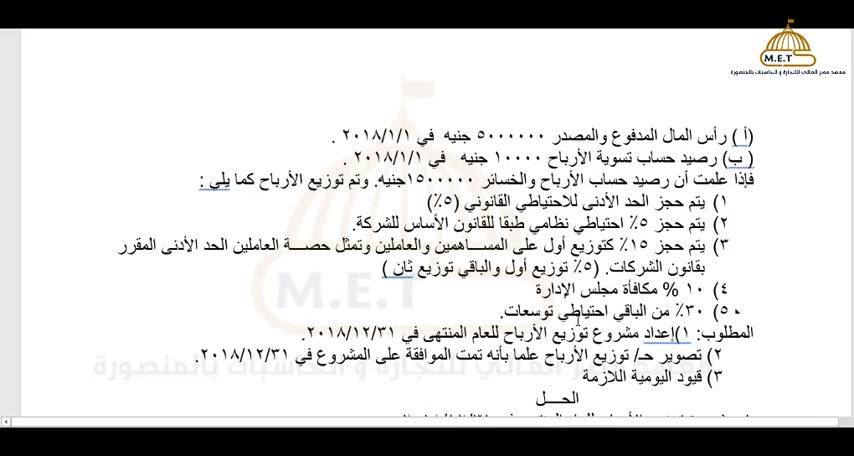 M.E.T
معهد مصر العالي للتجارة و الحاسبات بالمنصورة
(أ) رأس المال المدفوع والمصدر ٥٠٠٠٠٠٠ جنيه في ٢٠١٨/١/١ .
(ب) رصيد حساب تسوية الأرباح ١٠٠٠٠ جنيه في ٢٠١٨/١/١ .
فإذا علمت أن رصيد حساب الأرباح والخسائر ١٥٠٠٠٠٠جنيه. وتم توزيع الأرباح كما يلي :
١) يتم حجز الحد الأدنى للاحتياطي القانوني (٥٪)
٢) يتم حجز ٥٪ احتياطي نظامي طبقا للقانون الأساس للشركة.
٣) يتم حجز ١٥٪ كتوزيع أول على المساهمين والعاملين وتمثل حصة العاملين الحد الأدنى المقرر
بقانون الشركات. (٥٪ توزيع أول والباقي توزيع ثان )
٤) ١٠ % مكافأة مجلس الإدارة
٥) ٣٠٪ من الباقي احتياطي توسعات.
المطلوب: ١)إعداد مشروع توزيع الأرباح للعام المنتهى في ٢٠١٨/١٢/٣١.
٢) تصوير حـ/ توزيع الأرباح علما بأنه تمت الموافقة على المشروع في ٢٠١٨/١٢/٣١.
٣) قيود اليومية اللازمة
الحـــل